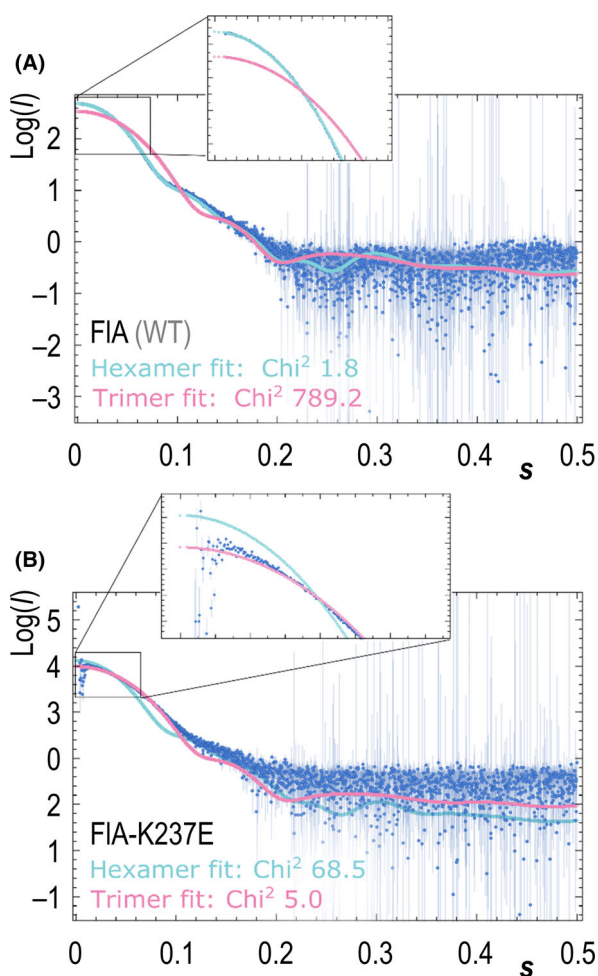 (A)
Log(I)
2
1
0
−1
−2
−3
FlA (WT)
Hexamer fit: Chi² 1.8
Trimer fit: Chi² 789.2
0 0.1 0.2 0.3 0.4 s 0.5
(B)
Log(I)
5
4
3
0
2
1
−1
FlA-K237E
Hexamer fit: Chi² 68.5
Trimer fit: Chi² 5.0
0 0.1 0.2 0.3 0.4 s 0.5